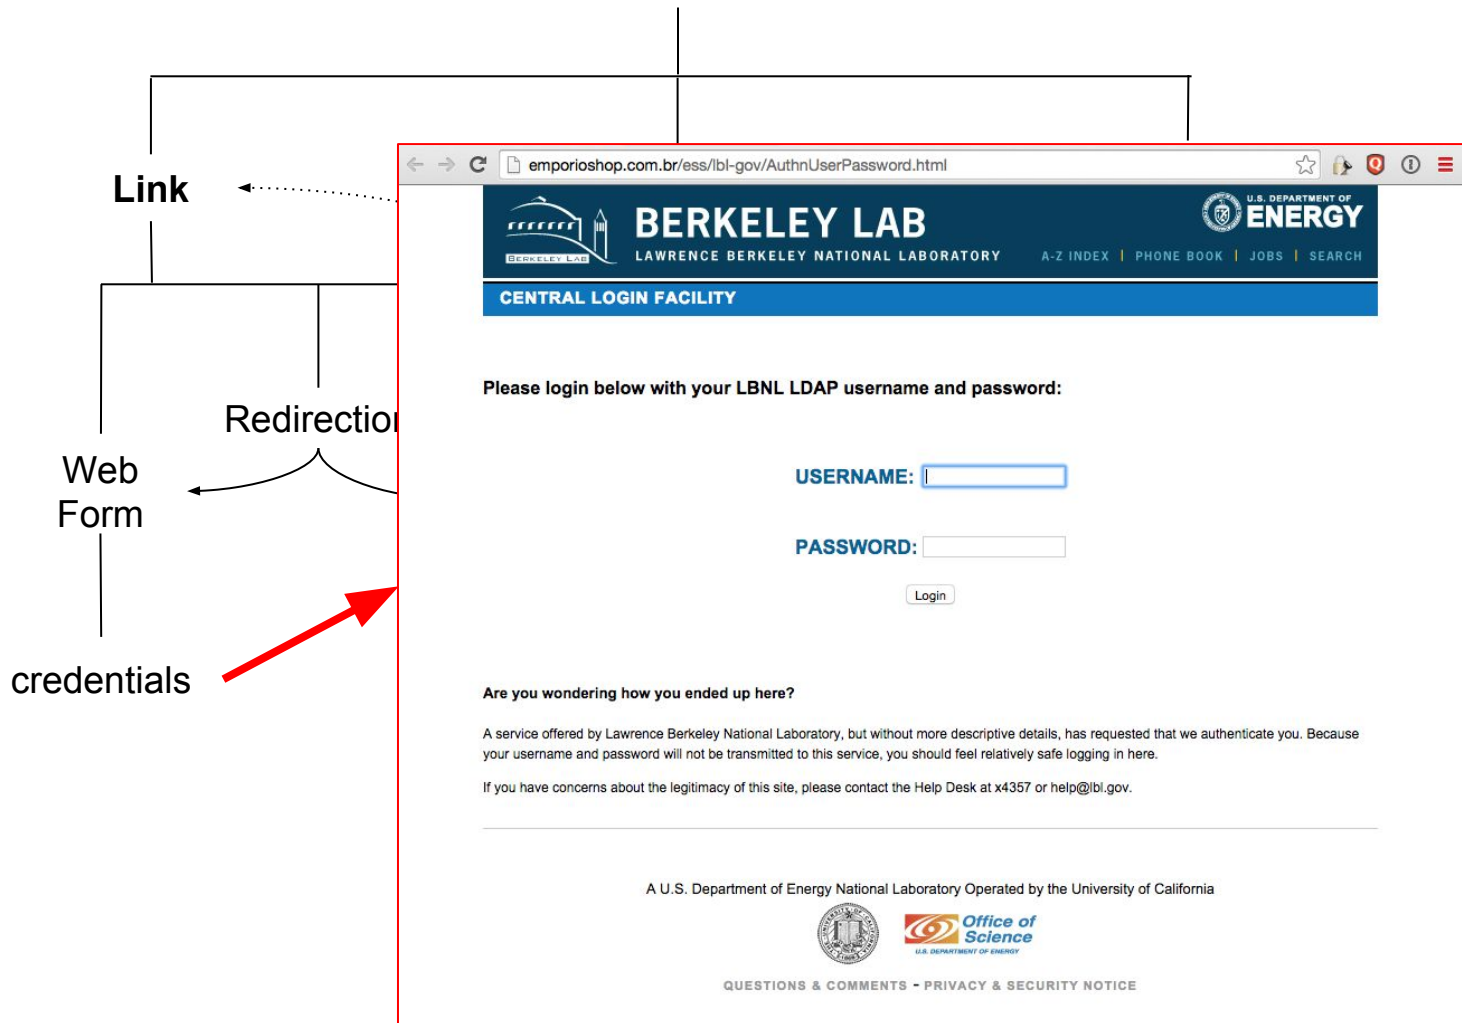 Link
Redirection
Web
Form
credentials
emporioshop.com.br/ess/lbl-gov/AuthnUserPassword.html
BERKELEY LAB
BERKELEY LAB
LAWRENCE BERKELEY NATIONAL LABORATORY
U.S. DEPARTMENT OF
ENERGY
A-Z INDEX | PHONE BOOK | JOBS | SEARCH
CENTRAL LOGIN FACILITY
Please login below with your LBNL LDAP username and password:
USERNAME:
PASSWORD:
Login
Are you wondering how you ended up here?
A service offered by Lawrence Berkeley National Laboratory, but without more descriptive details, has requested that we authenticate you. Because
your username and password will not be transmitted to this service, you should feel relatively safe logging in here.
If you have concerns about the legitimacy of this site, please contact the Help Desk at x4357 or help@lbl.gov.
A U.S. Department of Energy National Laboratory Operated by the University of California
Office of
Science
U.S. DEPARTMENT OF ENERGY
QUESTIONS & COMMENTS - PRIVACY & SECURITY NOTICE